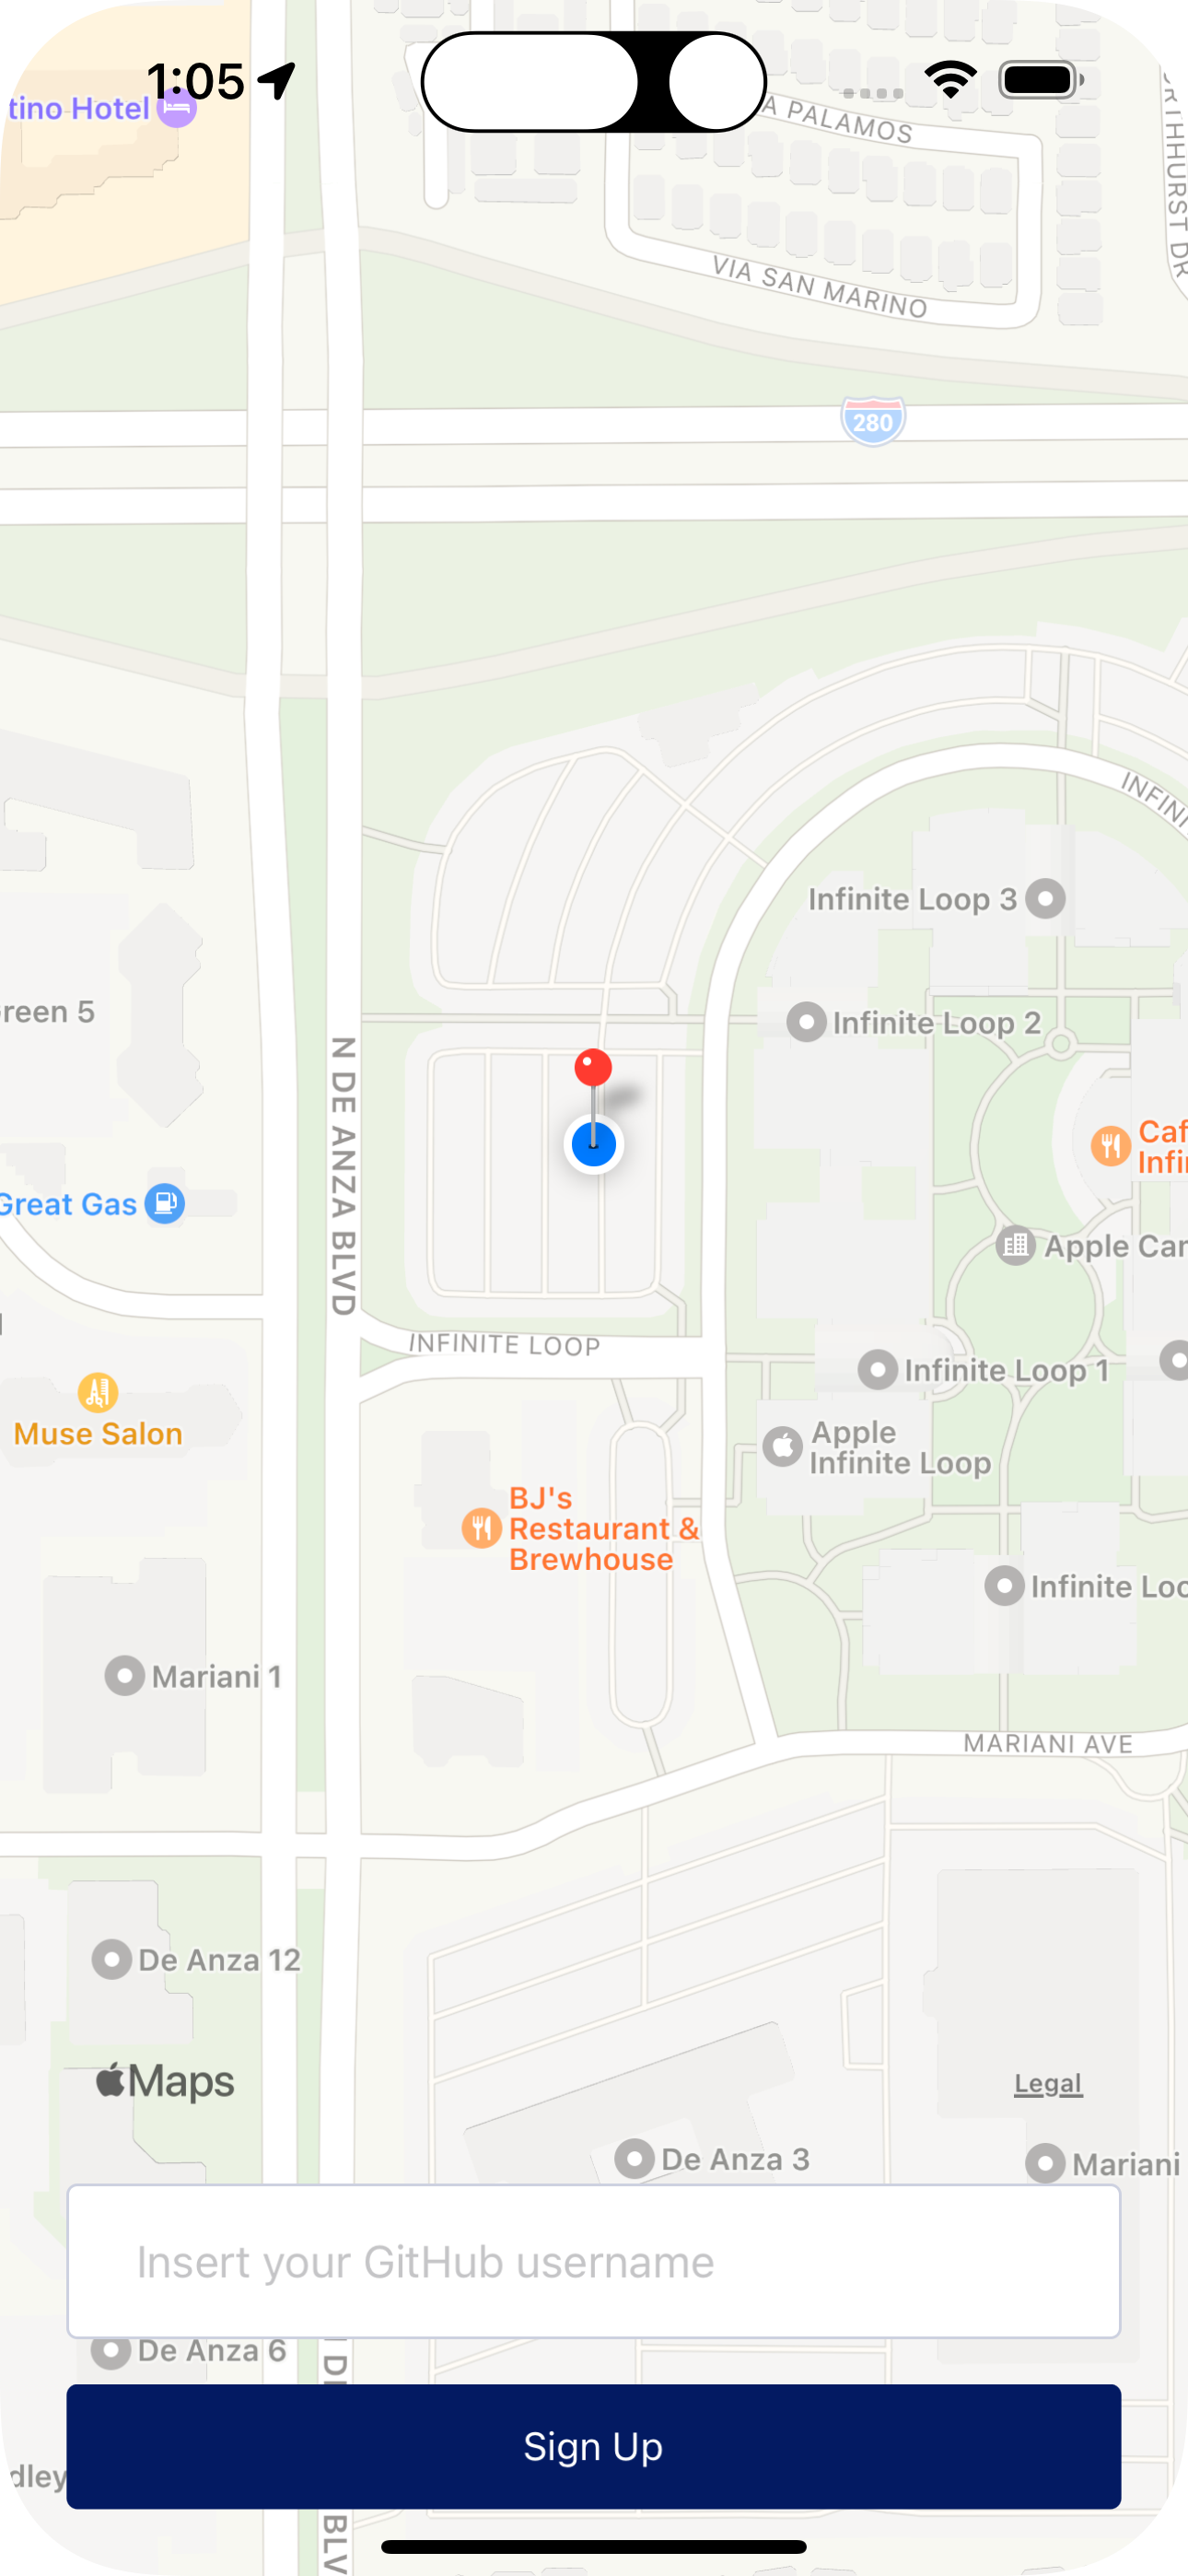 1:05
tino Hotel
A PALAMOS
RTHHURST DR
VIA SAN MARINO
280
INFINI
Infinite Loop 3
reen 5
Infinite Loop 2
N DE ANZA BLVD
Caf
Infi
Great Gas
Apple Car
INFINITE LOOP
Infinite Loop 1
Muse Salon
Apple
Infinite Loop
BJ's
Restaurant &
Brewhouse
Infinite Loo
Mariani 1
MARIANI AVE
De Anza 12
Maps
Legal
De Anza 3
Mariani
Insert your GitHub username
De Anza 6
Sign Up
dley
BLV